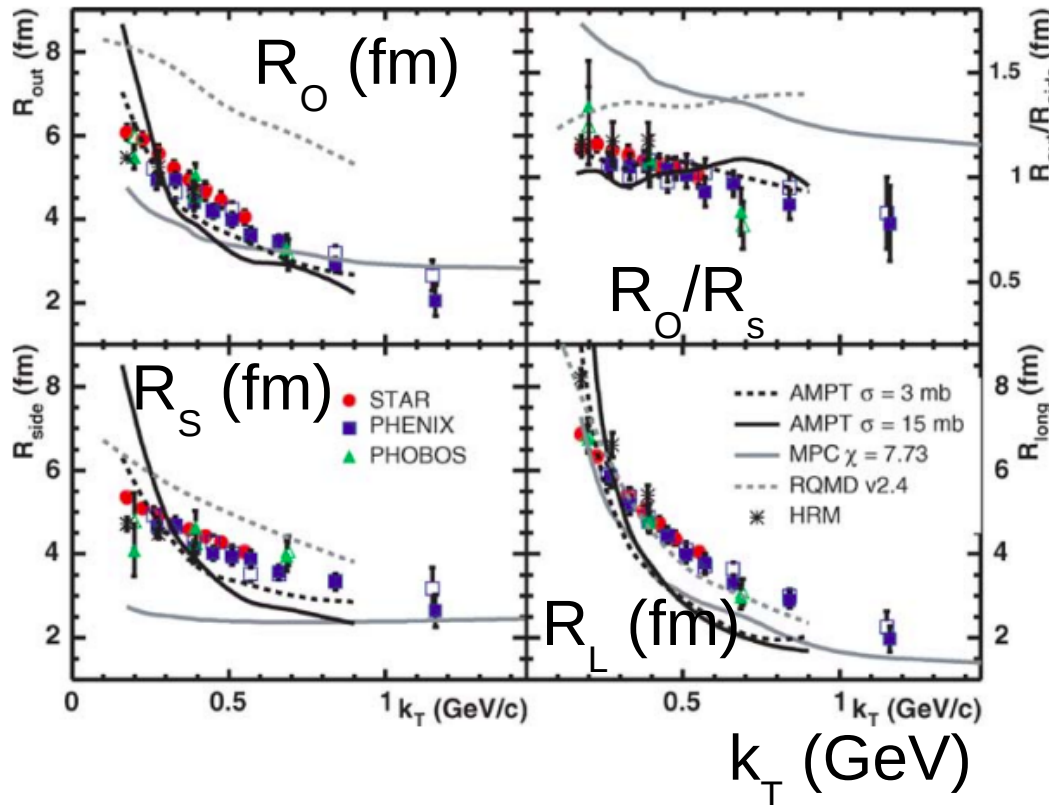 R_out (fm)
8
6
4
2
R_O (fm)
R_O/R_s
1.5
1
0.5
R_side (fm)
8
6
4
2
R_S (fm)
STAR
PHENIX
PHOBOS
0
0.5
1
k_T (GeV/c)
AMPT σ = 3 mb
AMPT σ = 15 mb
MPC χ = 7.73
RQMD v2.4
HRM
R_L (fm)
8
6
4
2
R_long (fm)
0.5
1
k_T (GeV/c)
k_T (GeV)